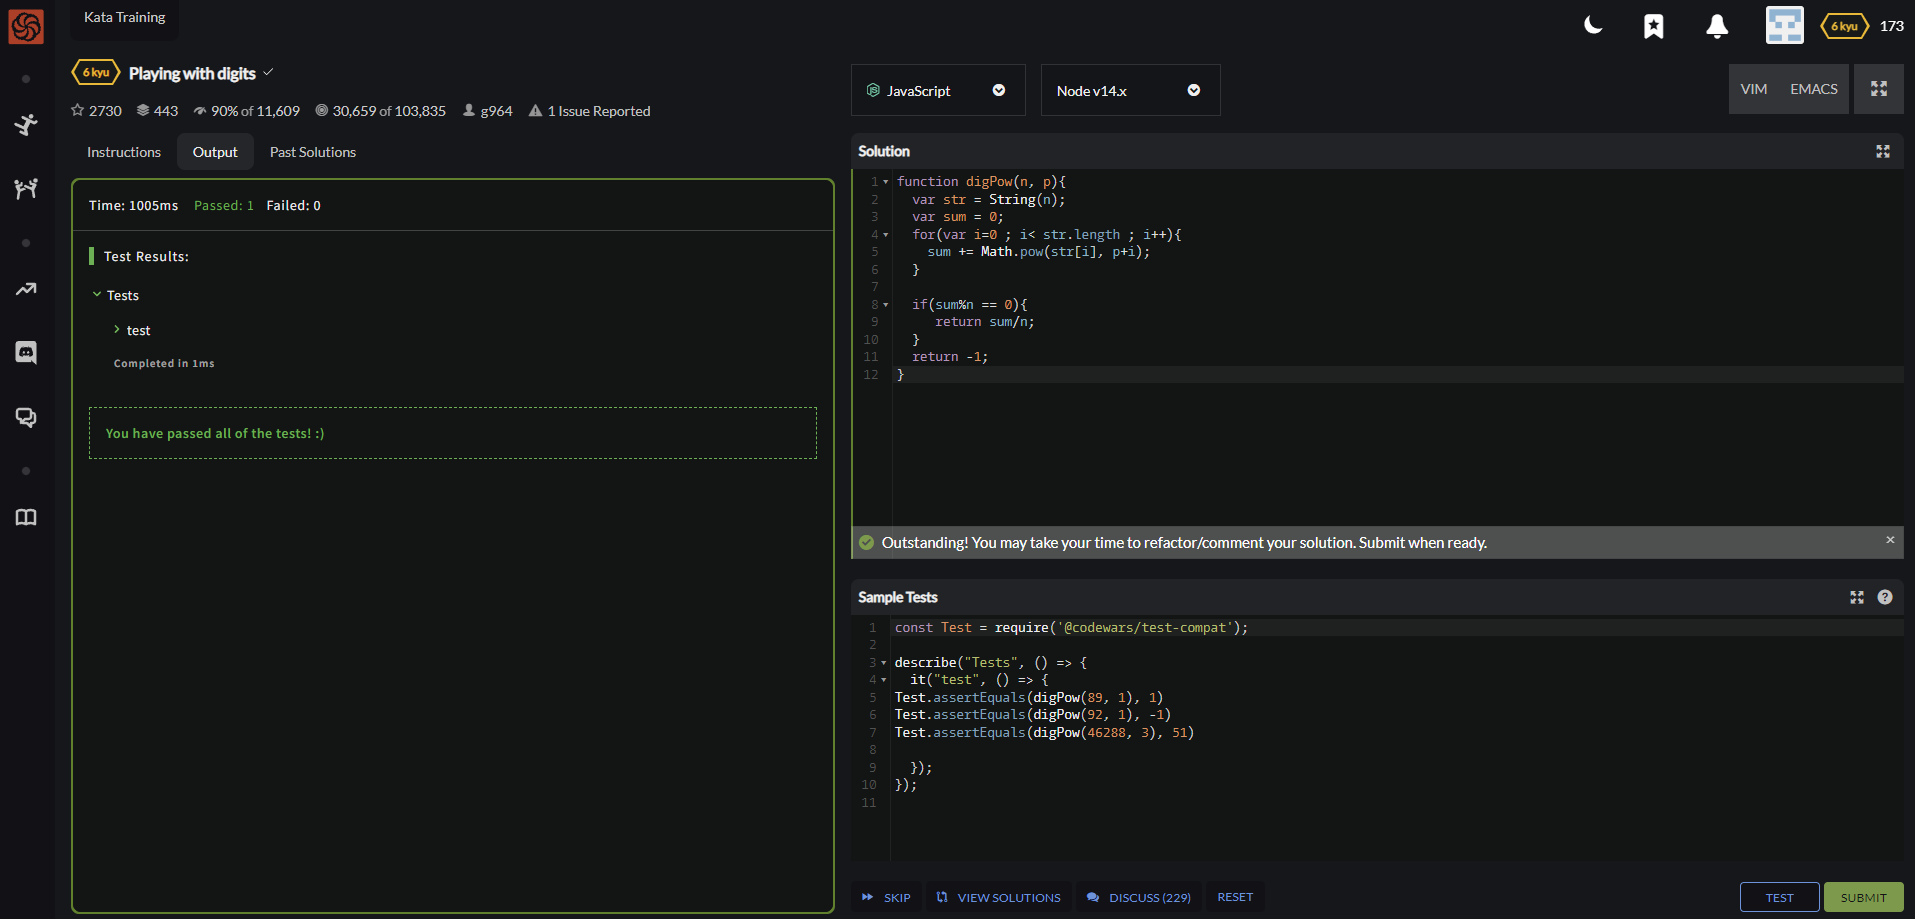 Kata Training
6 kyu 173
6 kyu Playing with digits
2730 443 90% of 11,609 30,659 of 103,835 g964 1 Issue Reported
Instructions Output Past Solutions
Time: 1005ms Passed: 1 Failed: 0
Test Results:
Tests
test
Completed in 1ms
You have passed all of the tests! :)
JavaScript Node v14.x VIM EMACS
Solution
1 function digPow(n, p){
2 var str = String(n);
3 var sum = 0;
4 for(var i=0 ; i< str.length ; i++){
5 sum += Math.pow(str[i], p+i);
6 }
7
8 if(sum%n == 0){
9 return sum/n;
10 }
11 return -1;
12 }
Outstanding! You may take your time to refactor/comment your solution. Submit when ready. ×
Sample Tests ?
1 const Test = require('@codewars/test-compat');
2
3 describe("Tests", () => {
4 it("test", () => {
5 Test.assertEquals(digPow(89, 1), 1)
6 Test.assertEquals(digPow(92, 1), -1)
7 Test.assertEquals(digPow(46288, 3), 51)
8
9 });
10 });
11
SKIP VIEW SOLUTIONS DISCUSS (229) RESET TEST SUBMIT